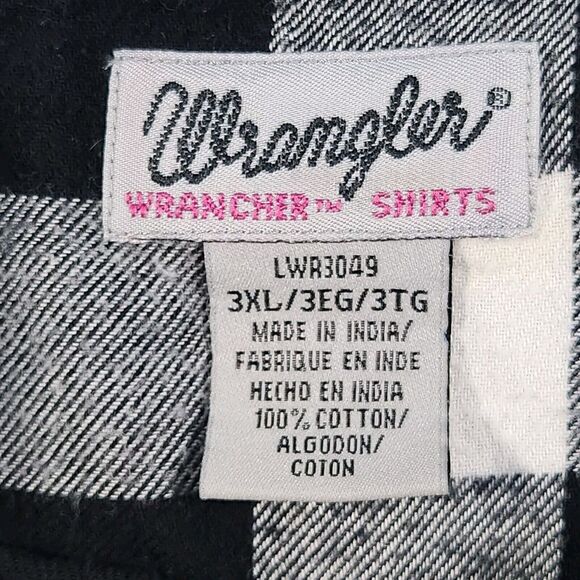 Wrangler®
WRANCHER™ SHIRTS
LWR3049
3XL/3EG/3TG
MADE IN INDIA/
FABRIQUE EN INDE
HECHO EN INDIA
100% COTTON/
ALGODON/
COTON